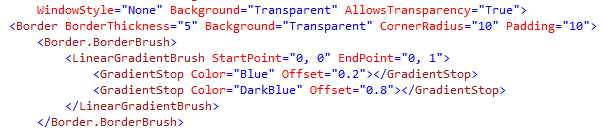 WindowStyle="None" Background="Transparent" AllowsTransparency="True">
<Border BorderThickness="5" Background="Transparent" CornerRadius="10" Padding="10">
<Border.BorderBrush>
<LinearGradientBrush StartPoint="0, 0" EndPoint="0, 1">
<GradientStop Color="Blue" Offset="0.2"></GradientStop>
<GradientStop Color="DarkBlue" Offset="0.8"></GradientStop>
</LinearGradientBrush>
</Border.BorderBrush>